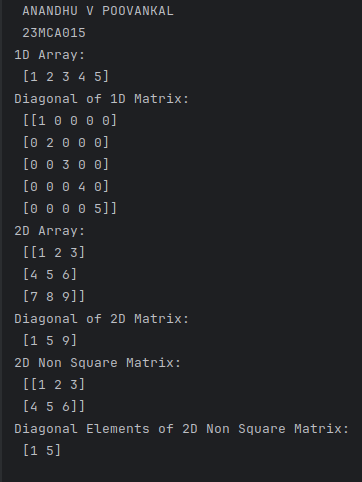 ANANDHU V POOVANKAL
23MCA015
1D Array:
[1 2 3 4 5]
Diagonal of 1D Matrix:
[[1 0 0 0 0]
[0 2 0 0 0]
[0 0 3 0 0]
[0 0 0 4 0]
[0 0 0 0 5]]
2D Array:
[[1 2 3]
[4 5 6]
[7 8 9]]
Diagonal of 2D Matrix:
[1 5 9]
2D Non Square Matrix:
[[1 2 3]
[4 5 6]]
Diagonal Elements of 2D Non Square Matrix:
[1 5]